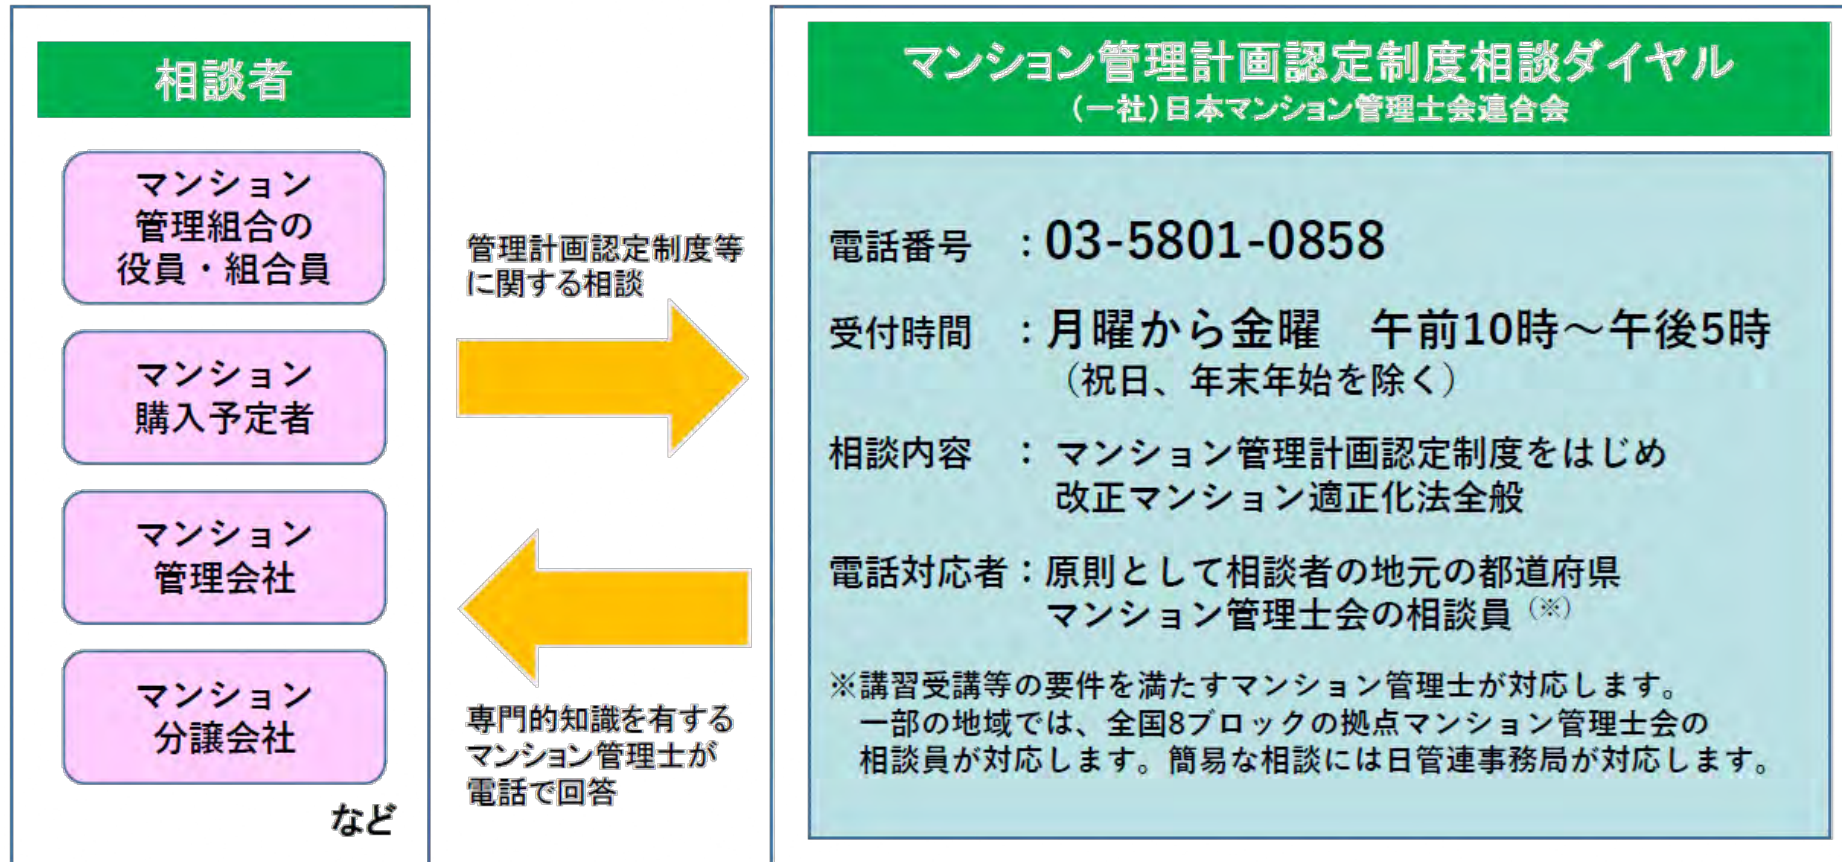 相談者
マンション
管理組合の
役員・組合員
マンション
購入予定者
マンション
管理会社
マンション
分譲会社
など
管理計画認定制度等
に関する相談
専門的知識を有する
マンション管理士が
電話で回答
マンション管理計画認定制度相談ダイヤル
（一社）日本マンション管理士会連合会
電話番号　：03-5801-0858
受付時間　：月曜から金曜　午前10時～午後5時
（祝日、年末年始を除く）
相談内容　：マンション管理計画認定制度をはじめ
改正マンション適正化法全般
電話対応者：原則として相談者の地元の都道府県
マンション管理士会の相談員（※）
※講習受講等の要件を満たすマンション管理士が対応します。
一部の地域では、全国8ブロックの拠点マンション管理士会の
相談員が対応します。簡易な相談には日管連事務局が対応します。